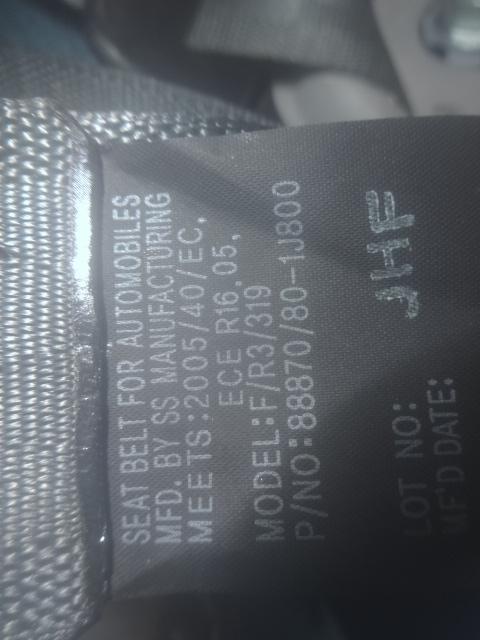 SEAT BELT FOR AUTOMOBILES
MFD. BY SS MANUFACTURING
MEETS:2005/40/EC,
ECE R16.05,
MODEL:F/R3/319
P/NO:88870/80-1J800
JHF
LOT NO:
MF'D DATE: